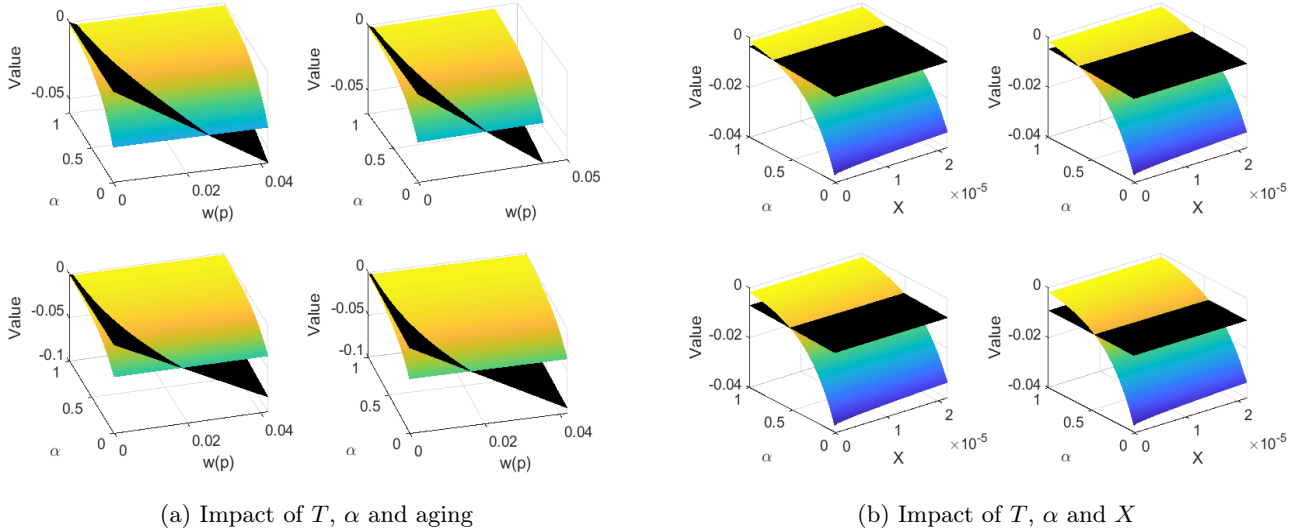 0
-0.05
1
0.5
0
0
0.02
0.04
Value
α
w(p)
0
-0.05
1
0.5
0
0
0.05
Value
α
w(p)
0
-0.02
-0.04
1
0.5
0
0
1
2
×10⁻⁵
Value
α
X
0
-0.02
-0.04
1
0.5
0
0
1
2
×10⁻⁵
Value
α
X
0
-0.05
-0.1
1
0.5
0
0
0.02
0.04
Value
α
w(p)
0
-0.05
-0.1
1
0.5
0
0
0.02
0.04
Value
α
w(p)
0
-0.02
-0.04
1
0.5
0
0
1
2
×10⁻⁵
Value
α
X
0
-0.02
-0.04
1
0.5
0
0
1
2
×10⁻⁵
Value
α
X
(a) Impact of T, α and aging
(b) Impact of T, α and X